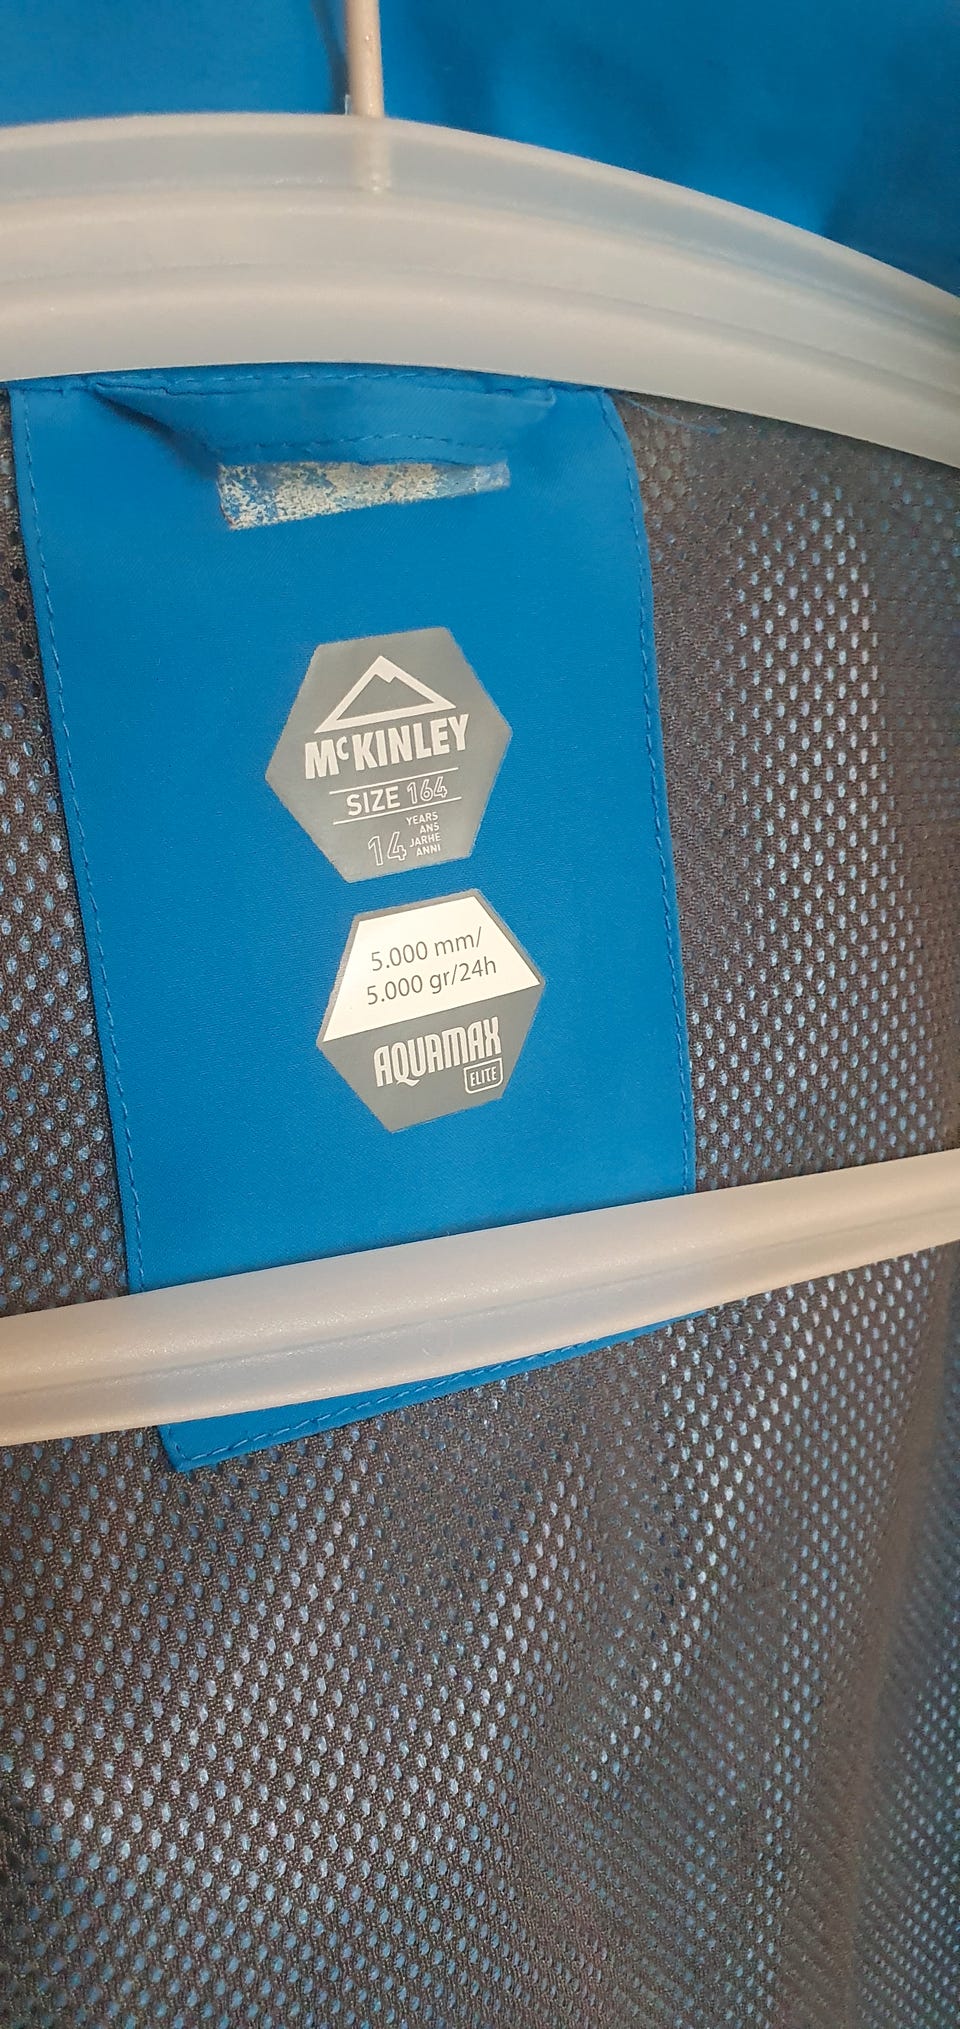 McKINLEY
SIZE 164
14 YEARS
ANS
JARHE
ANNI
5.000 mm/
5.000 gr/24h
AQUAMAX
ELITE